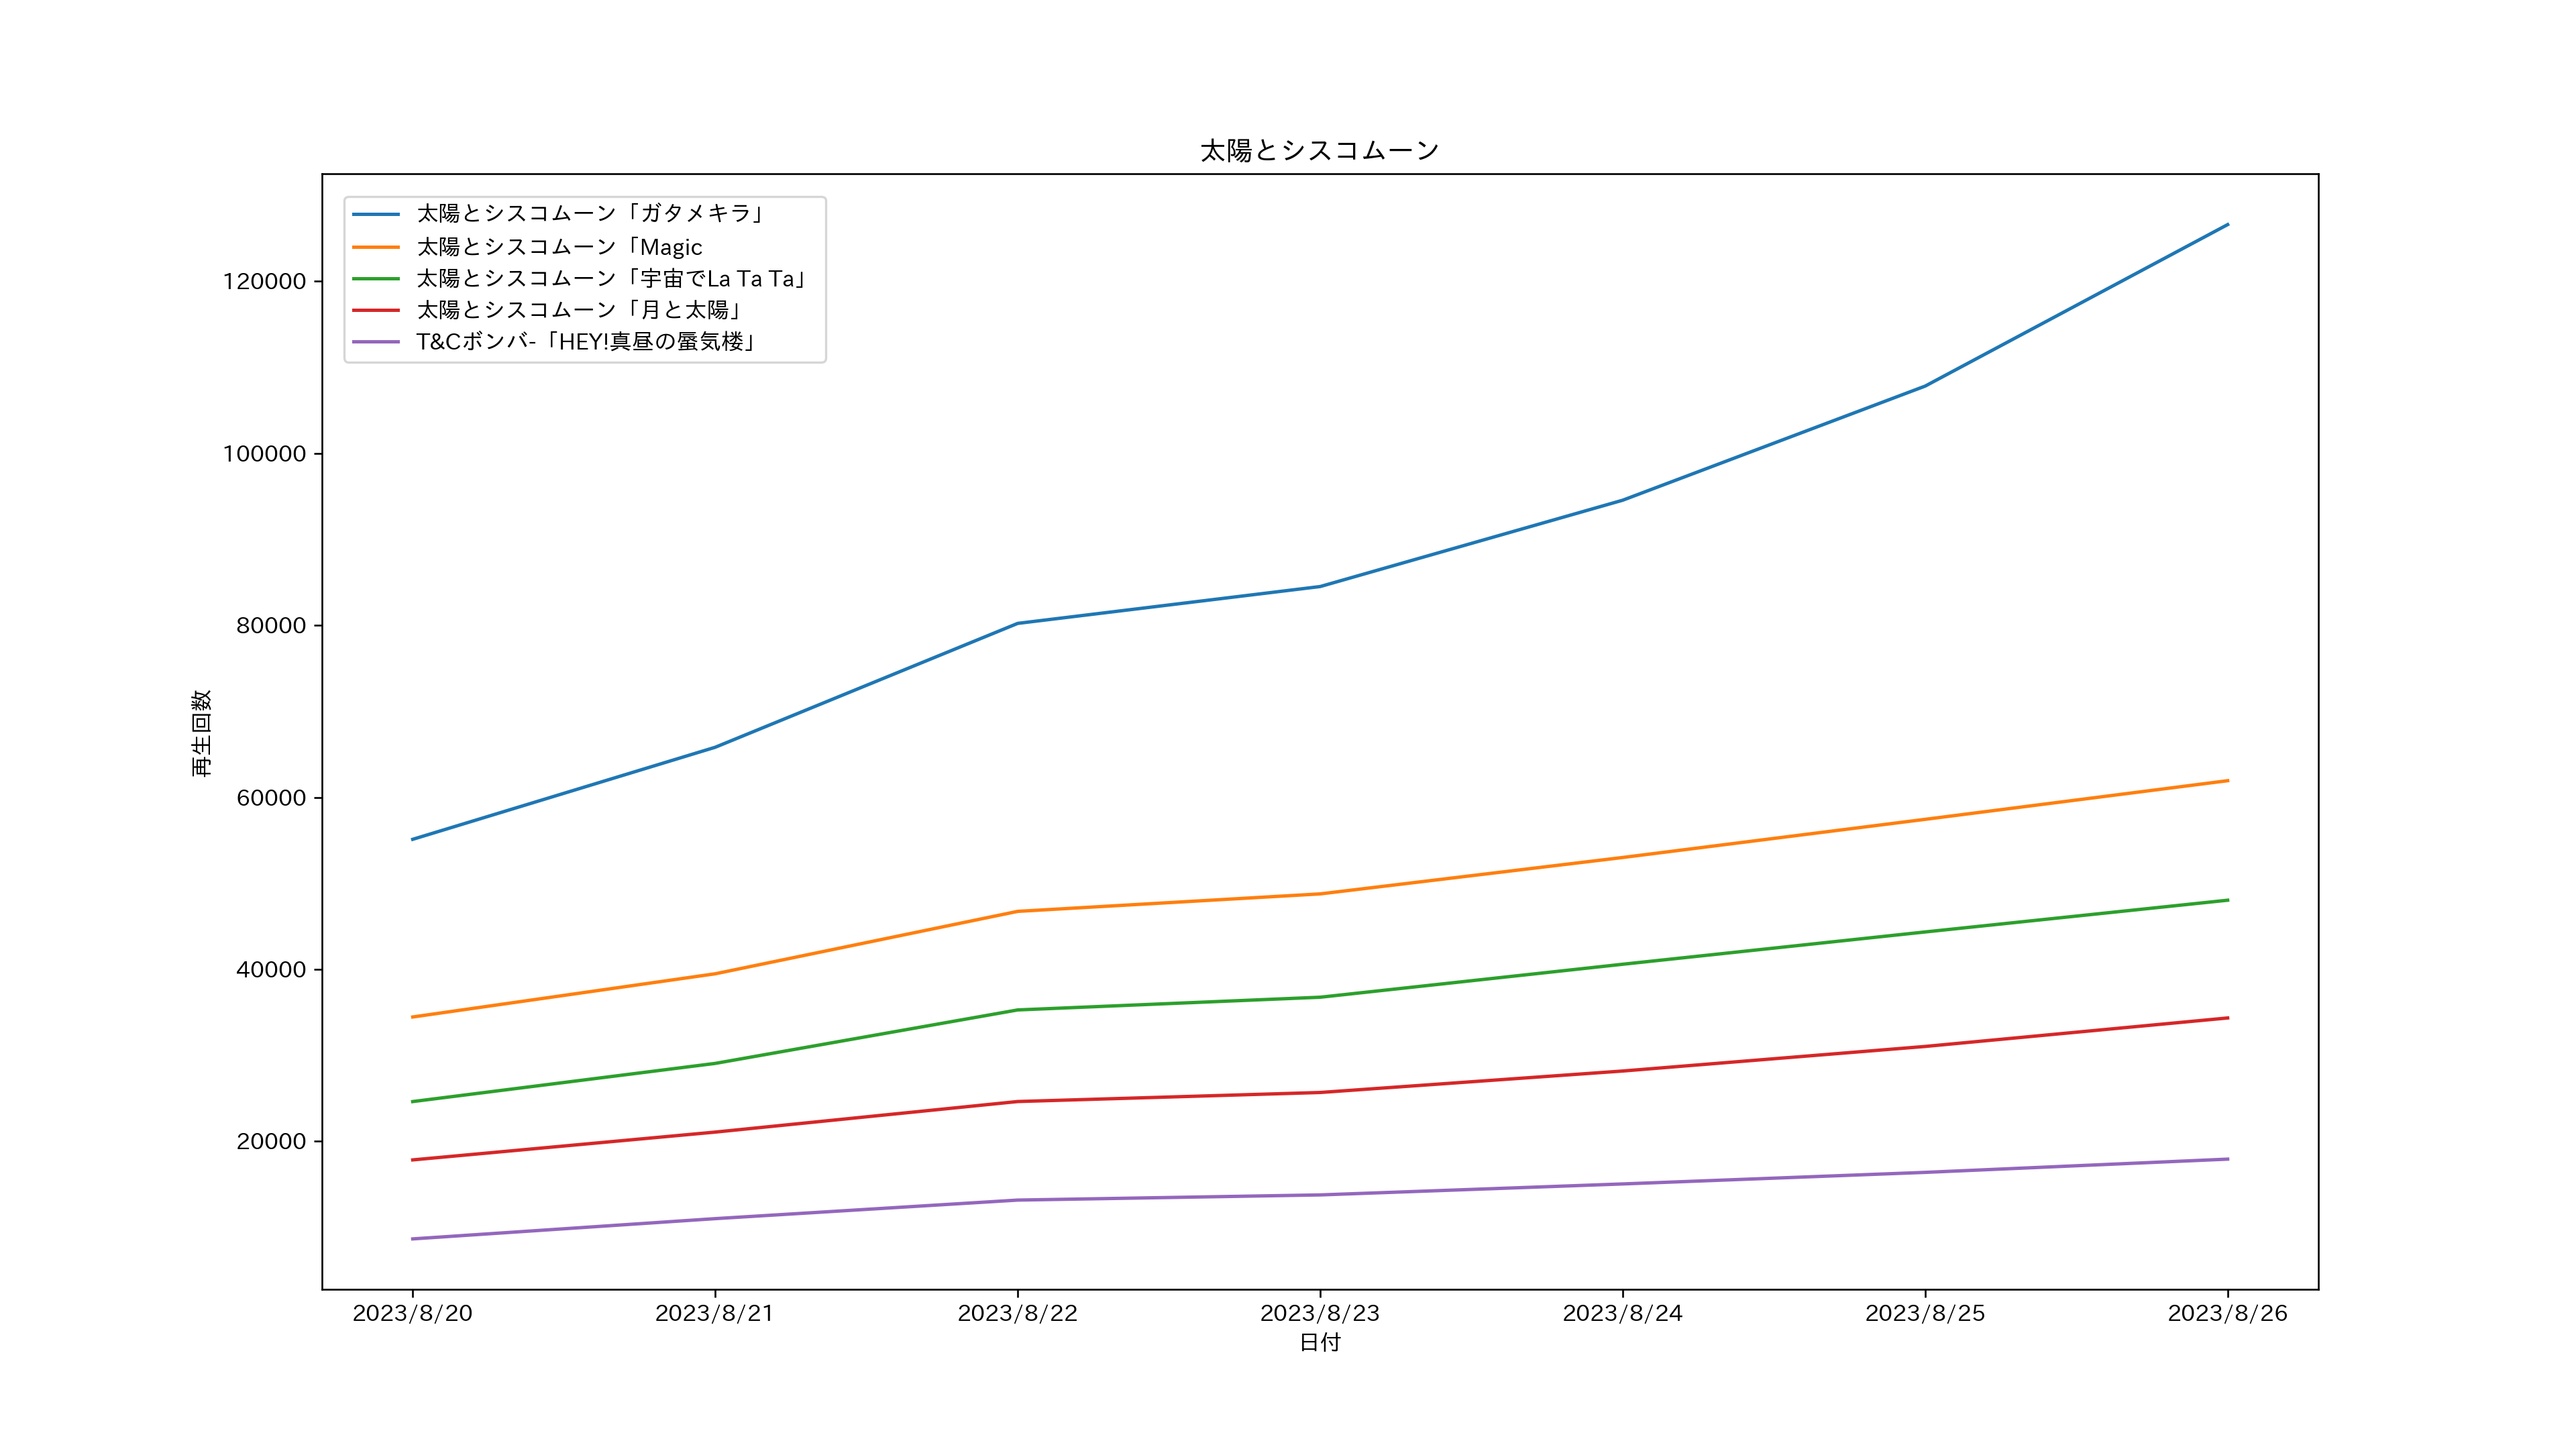 太陽とシスコムーン
太陽とシスコムーン「ガタメキラ」
太陽とシスコムーン「Magic
太陽とシスコムーン「宇宙でLa Ta Ta」
太陽とシスコムーン「月と太陽」
T&Cボンバ-「HEY!真昼の蜃気楼」
120000
100000
80000
60000
40000
20000
再生回数
2023/8/20 2023/8/21 2023/8/22 2023/8/23 2023/8/24 2023/8/25 2023/8/26
日付